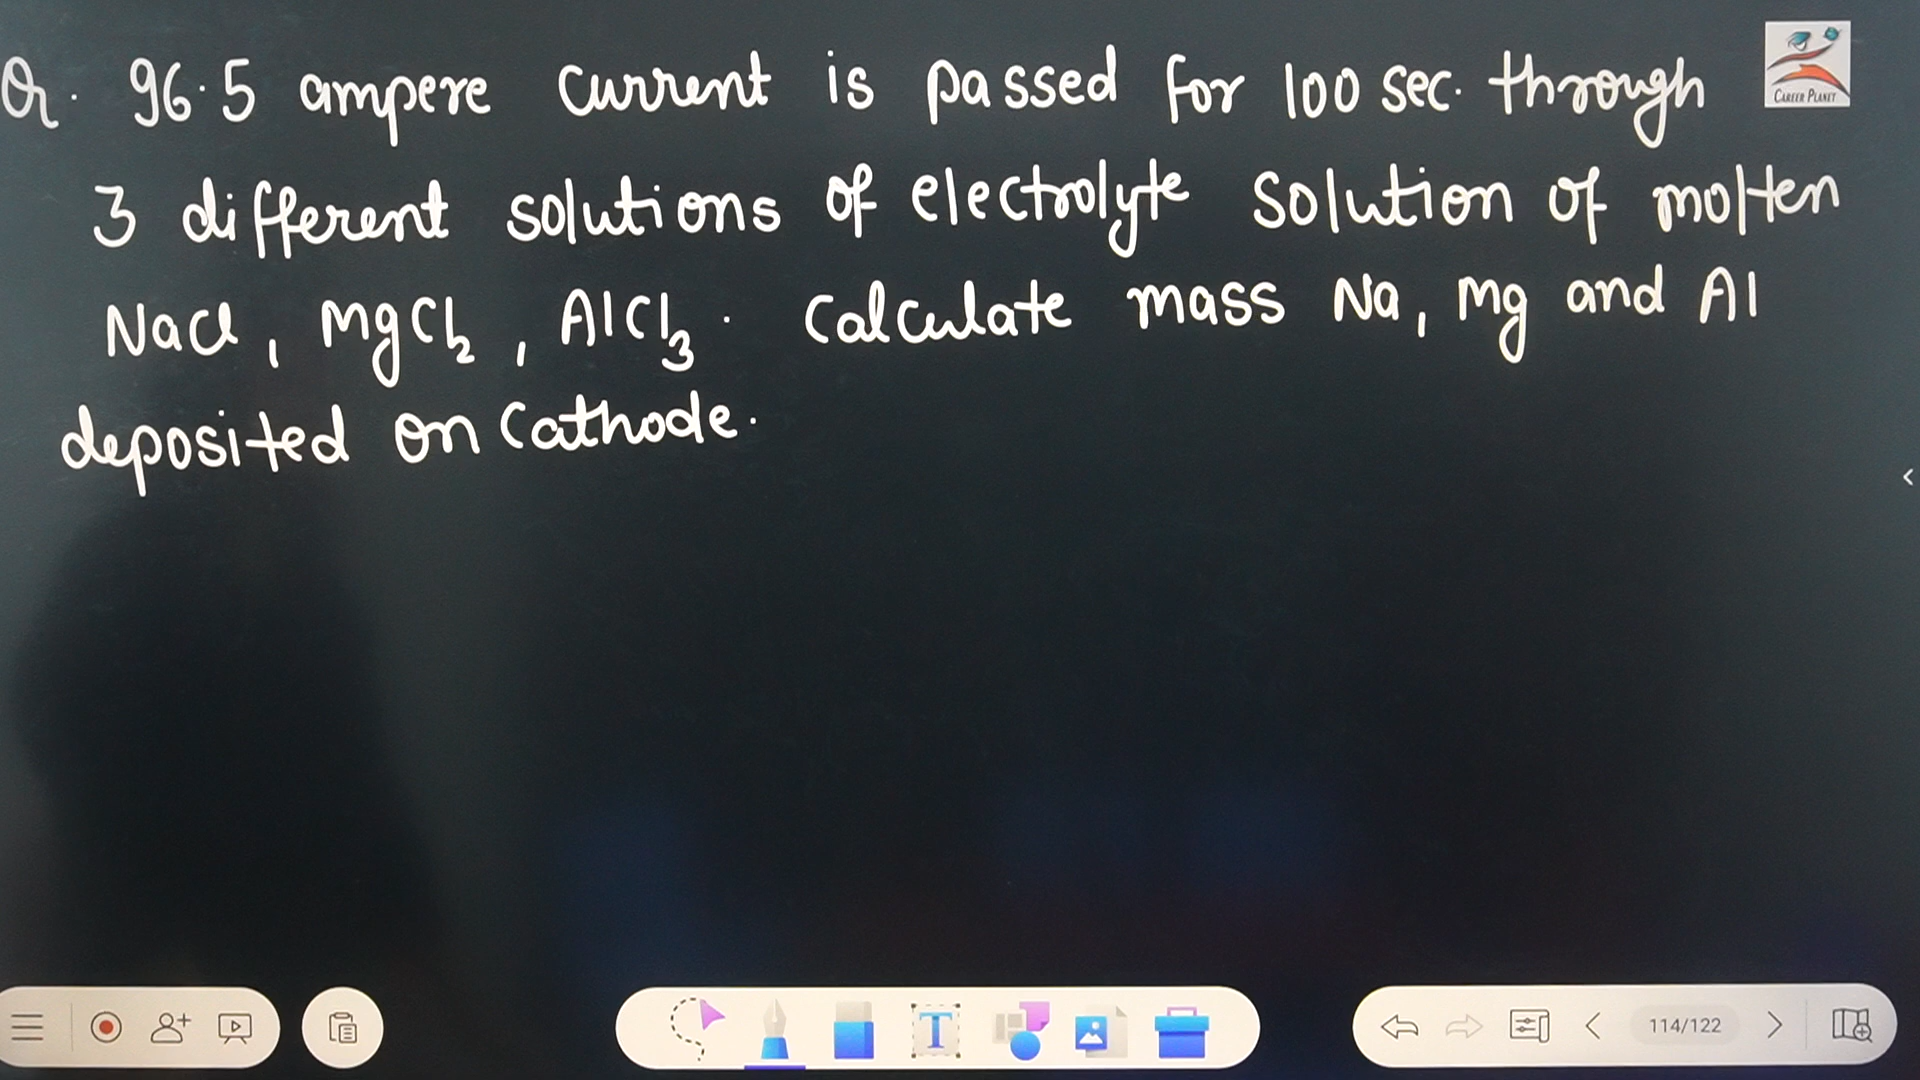 Q. 96.5 ampere current is passed for 100 sec. through
CAREER PLANET
3 different solutions of electrolyte solution of molten
NaCl, MgCl₂, AlCl₃. Calculate mass Na, Mg and Al
deposited on Cathode.
T
114/122